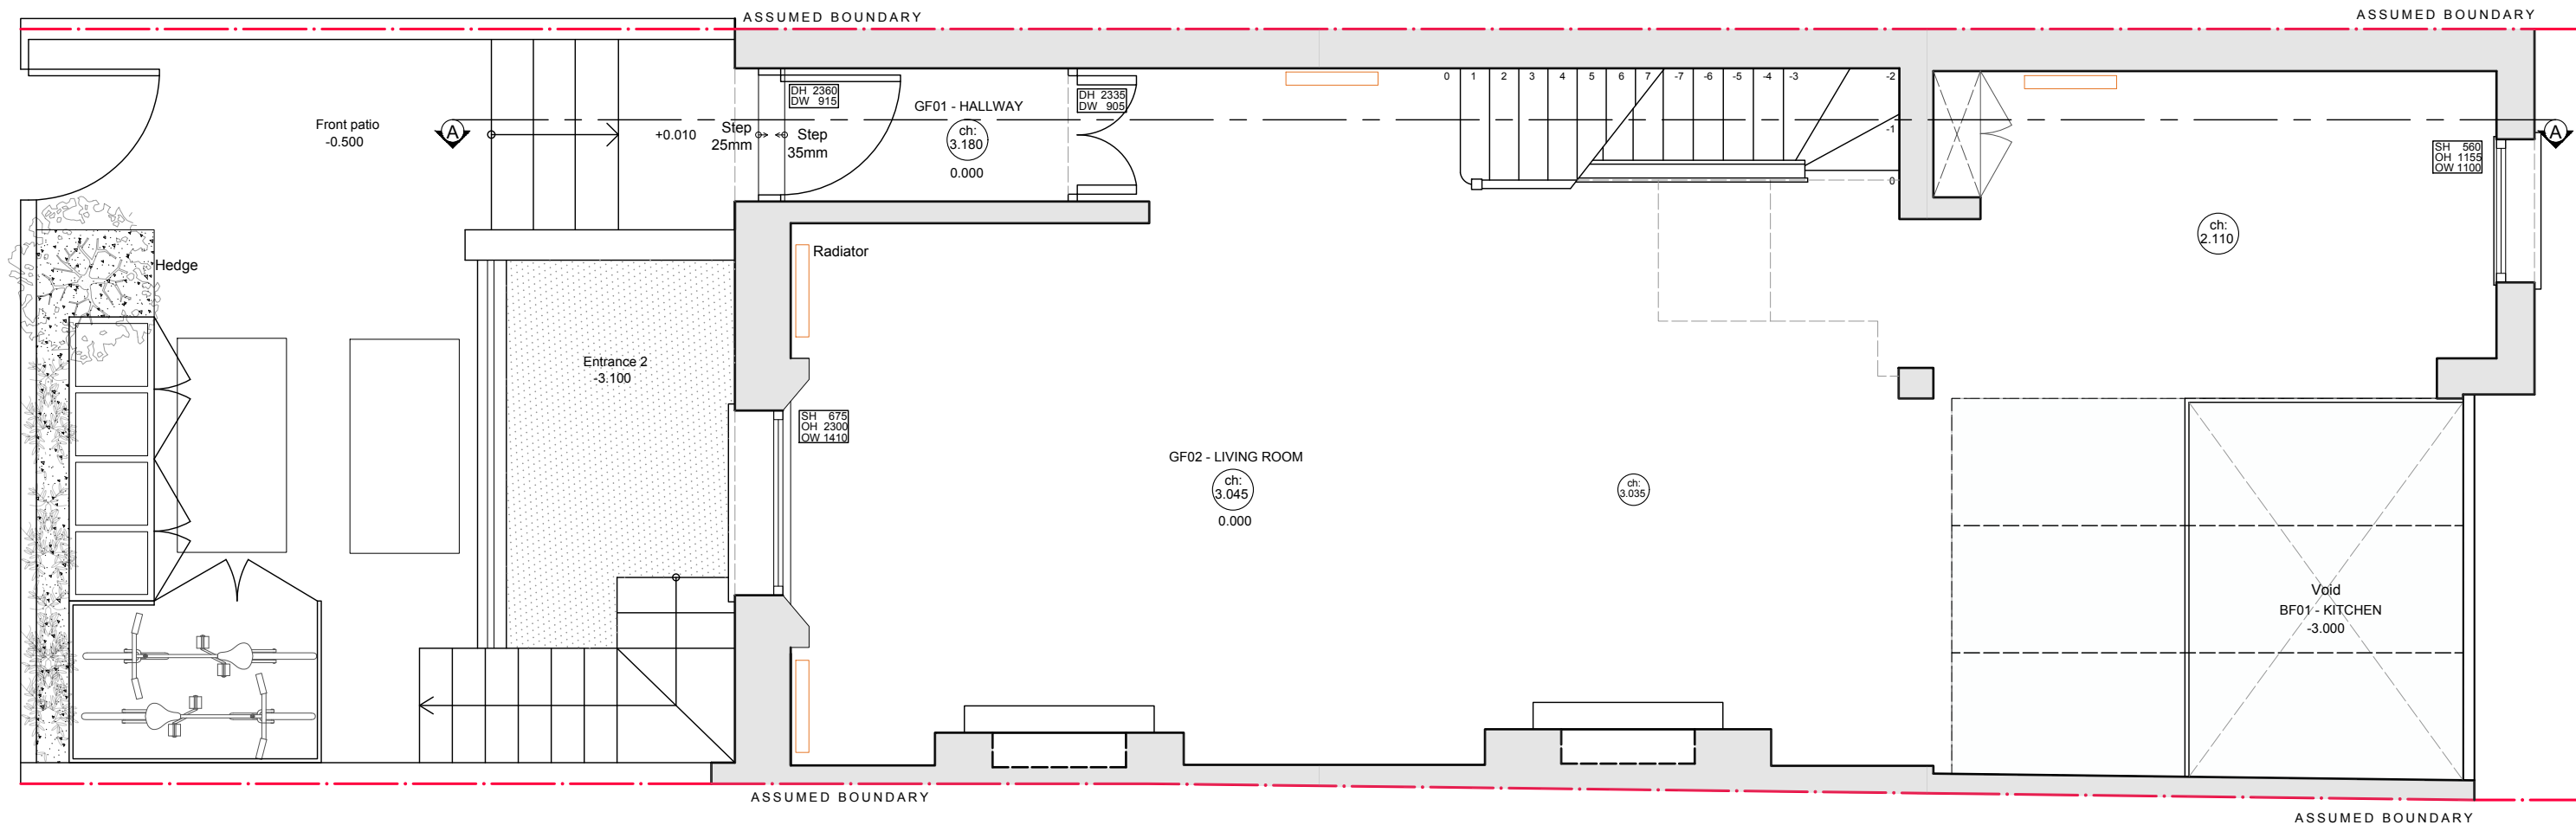 ASSUMED BOUNDARY
ASSUMED BOUNDARY
Front patio
-0.500
A
+0.010
Step
25mm
Step
35mm
DH 2360
DW 915
GF01 - HALLWAY
ch:
3.180
0.000
DH 2335
DW 905
0 1 2 3 4 5 6 7 -7 -6 -5 -4 -3 -2
-1
0
A
SH 560
OH 1155
OW 1100
ch:
2.110
Hedge
Radiator
Entrance 2
-3.100
SH 675
OH 2300
OW 1410
GF02 - LIVING ROOM
ch:
3.045
0.000
ch:
3.035
Void
BF01 - KITCHEN
-3.000
ASSUMED BOUNDARY
ASSUMED BOUNDARY